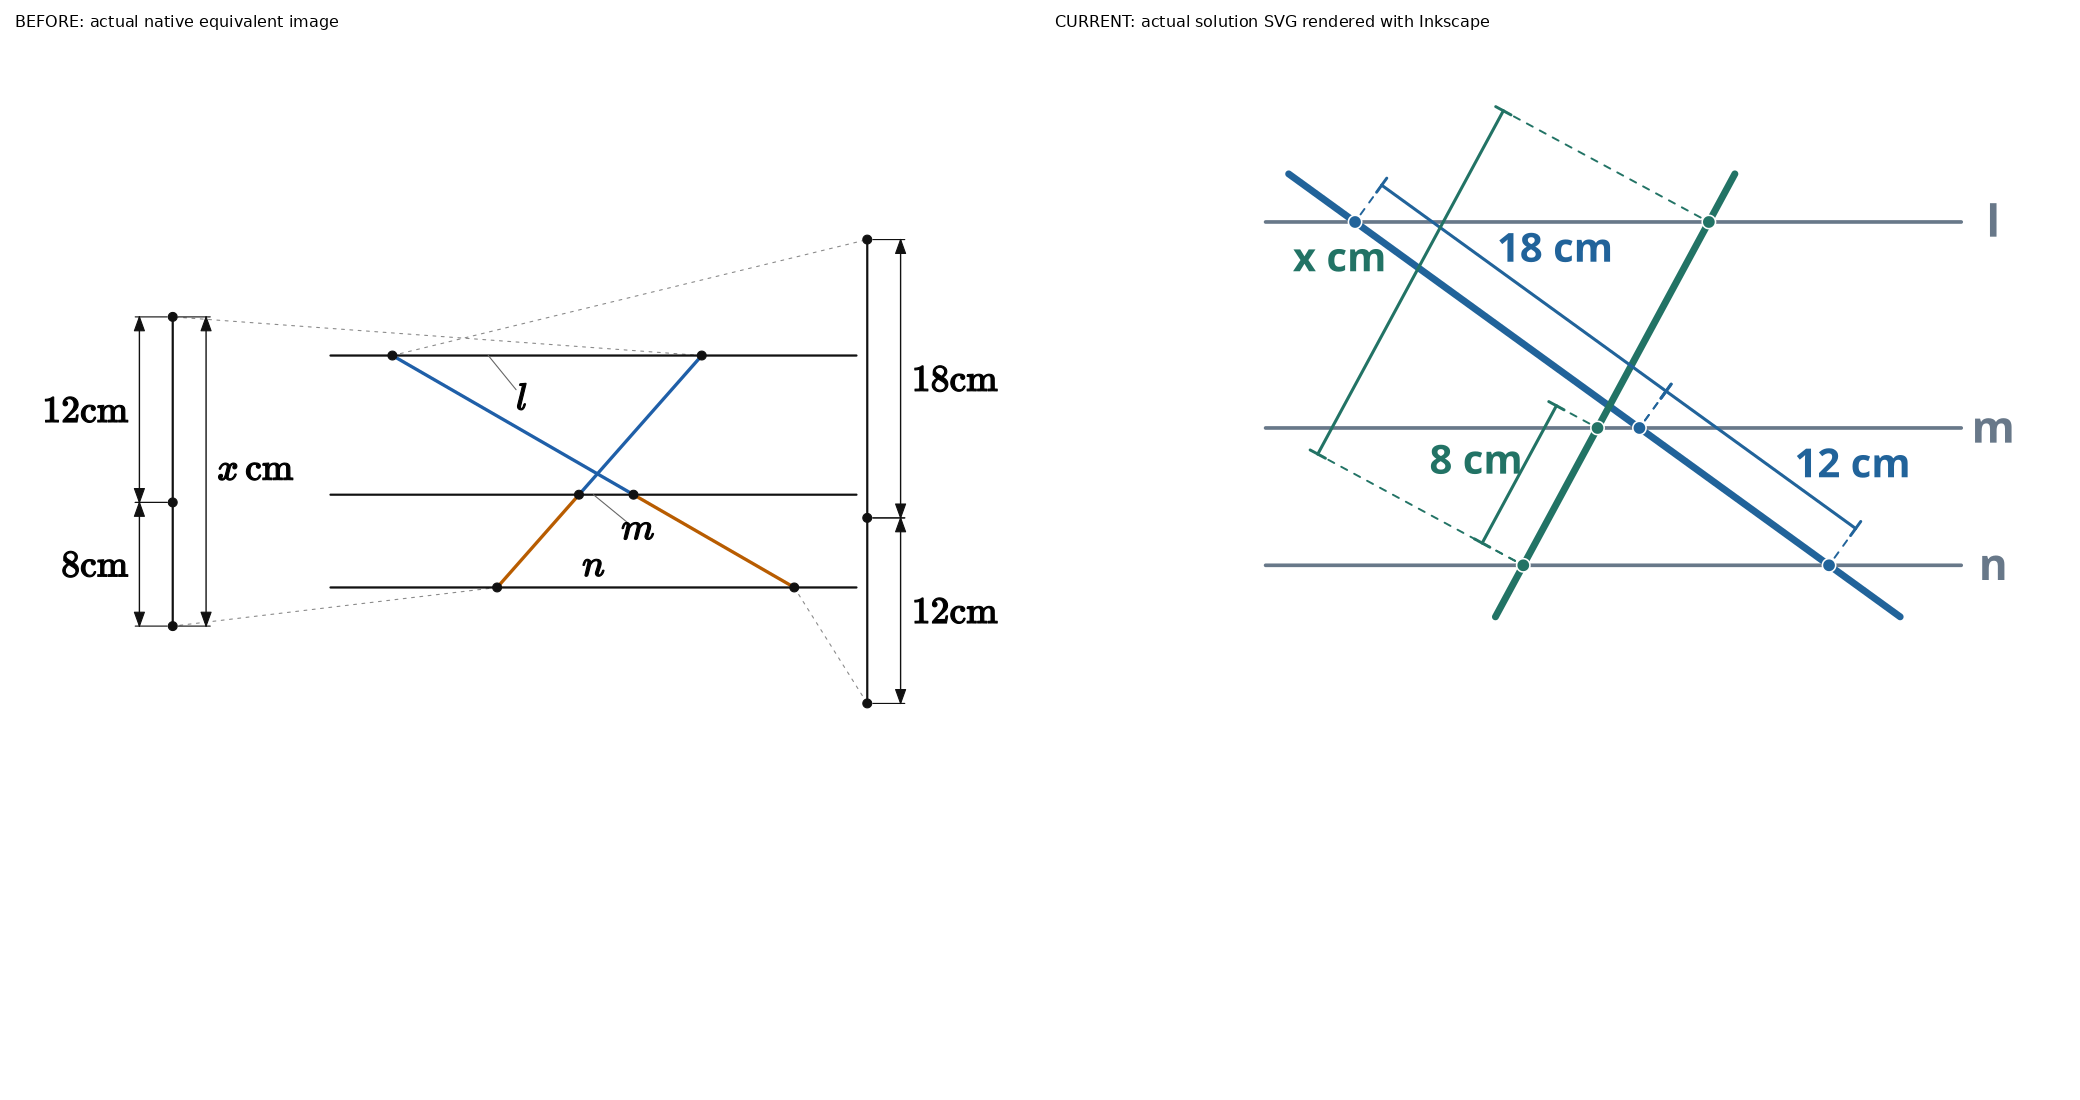 BEFORE: actual native equivalent image
CURRENT: actual solution SVG rendered with Inkscape
12cm
8cm
x cm
l
m
n
18cm
12cm
l
x cm
18 cm
m
8 cm
12 cm
n